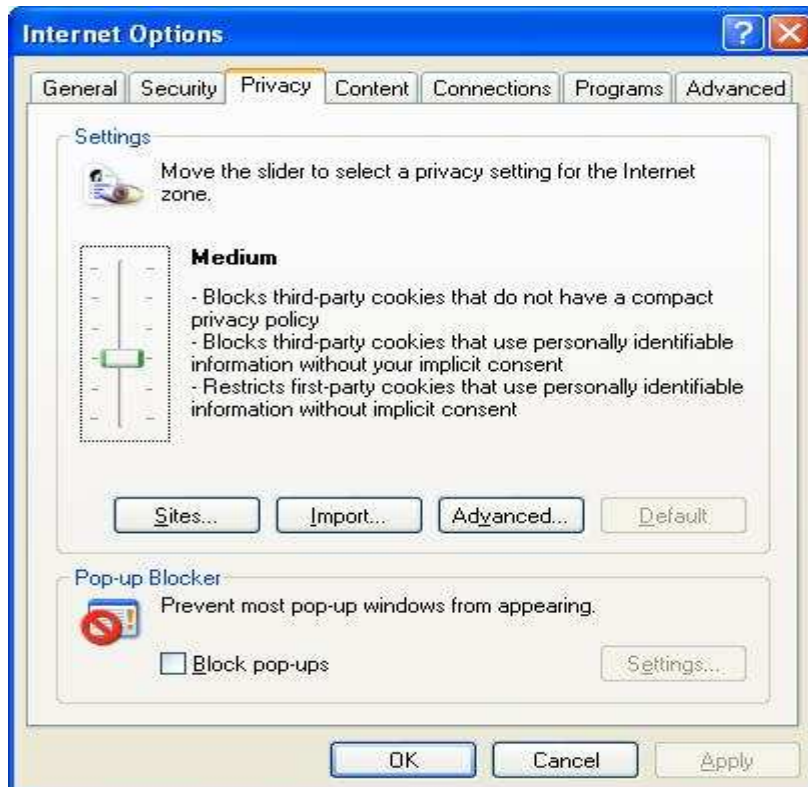 Internet Options
General Security Privacy Content Connections Programs Advanced
Settings
Move the slider to select a privacy setting for the Internet
zone.
Medium
- Blocks third-party cookies that do not have a compact
privacy policy
- Blocks third-party cookies that use personally identifiable
information without your implicit consent
- Restricts first-party cookies that use personally identifiable
information without implicit consent
Sites... Import... Advanced... Default
Pop-up Blocker
Prevent most pop-up windows from appearing.
Block pop-ups Settings...
OK Cancel Apply